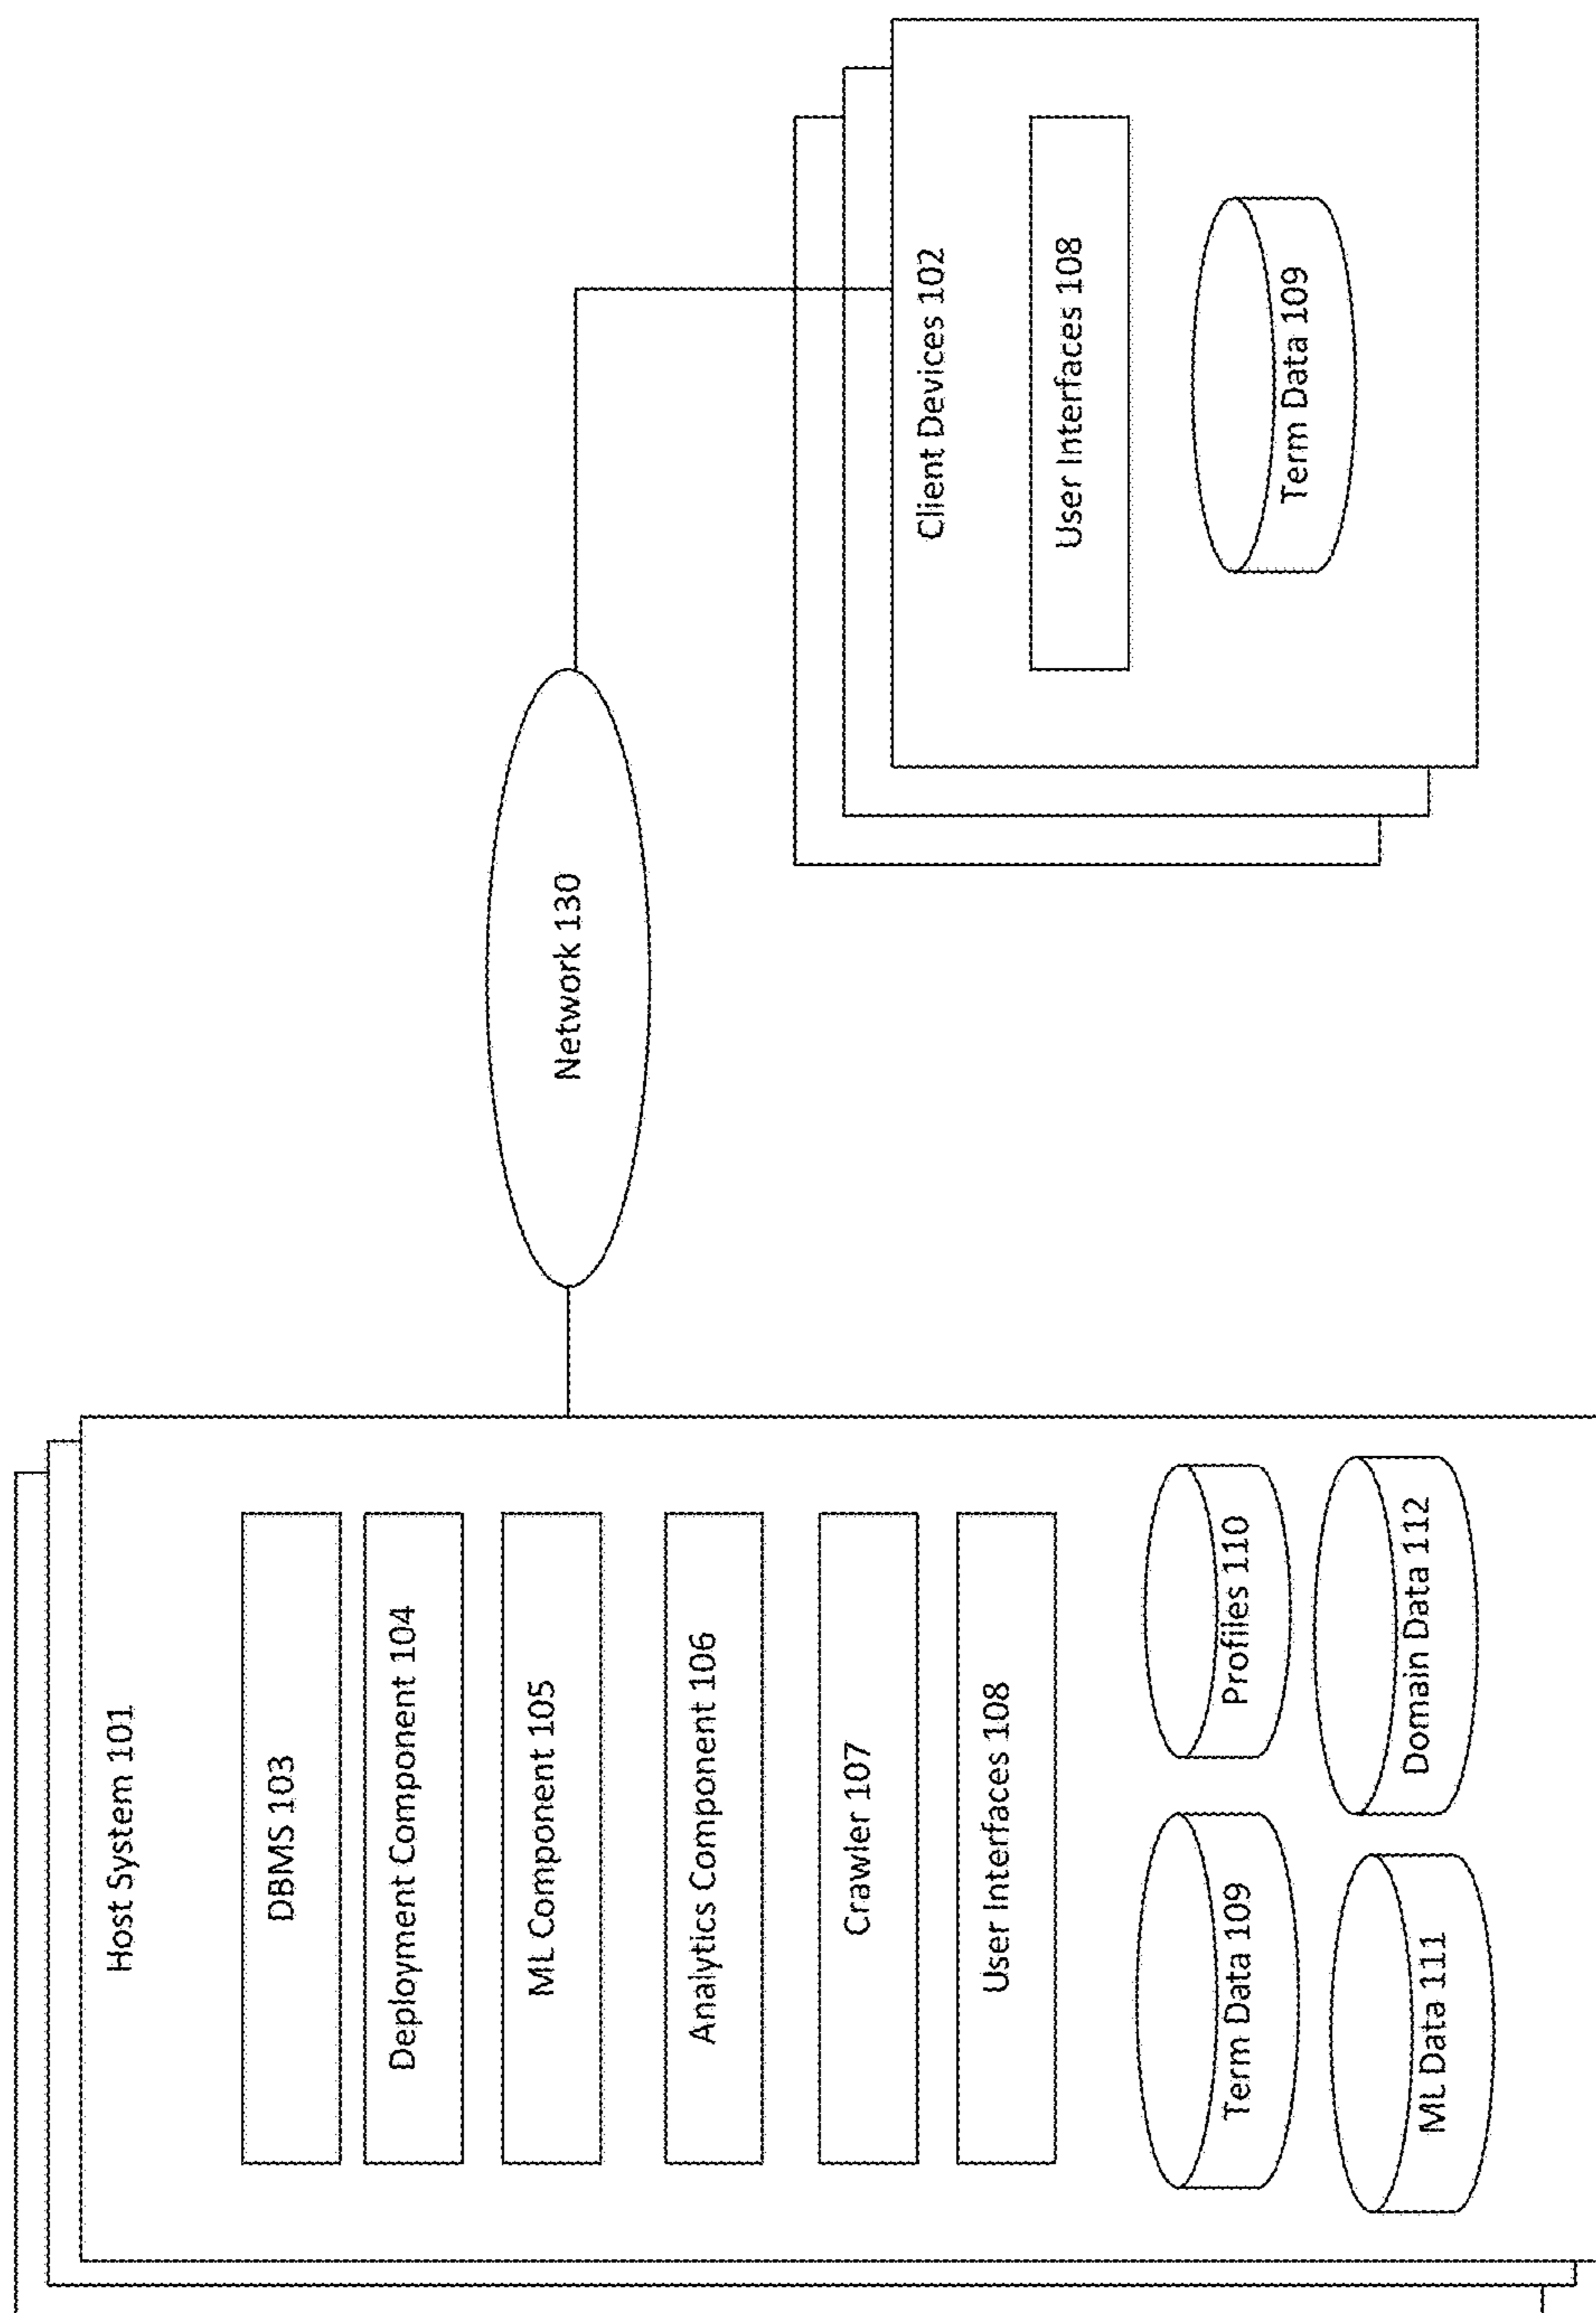 Host System 101
DBMS 103
Deployment Component 104
ML Component 105
Analytics Component 106
Crawler 107
User Interfaces 108
Term Data 109
Profiles 110
ML Data 111
Domain Data 112
Network 130
Client Devices 102
User Interfaces 108
Term Data 109